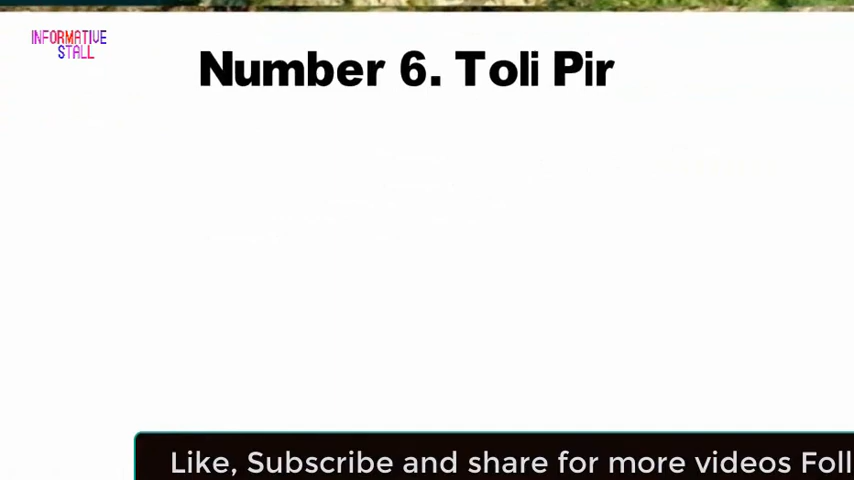 INFORMATIVE
STALL
Number 6. Toli Pir
Like, Subscribe and share for more videos Foll